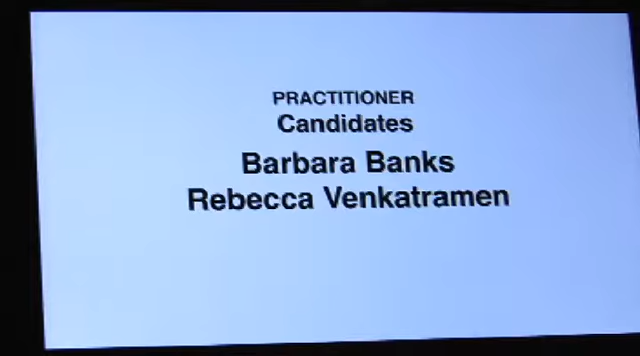 PRACTITIONER
Candidates
Barbara Banks
Rebecca Venkatramen